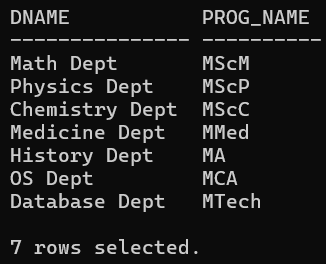 DNAME            PROG_NAME
---------------- ----------
Math Dept        MScM
Physics Dept     MScP
Chemistry Dept   MScC
Medicine Dept    MMed
History Dept     MA
OS Dept          MCA
Database Dept    MTech

7 rows selected.